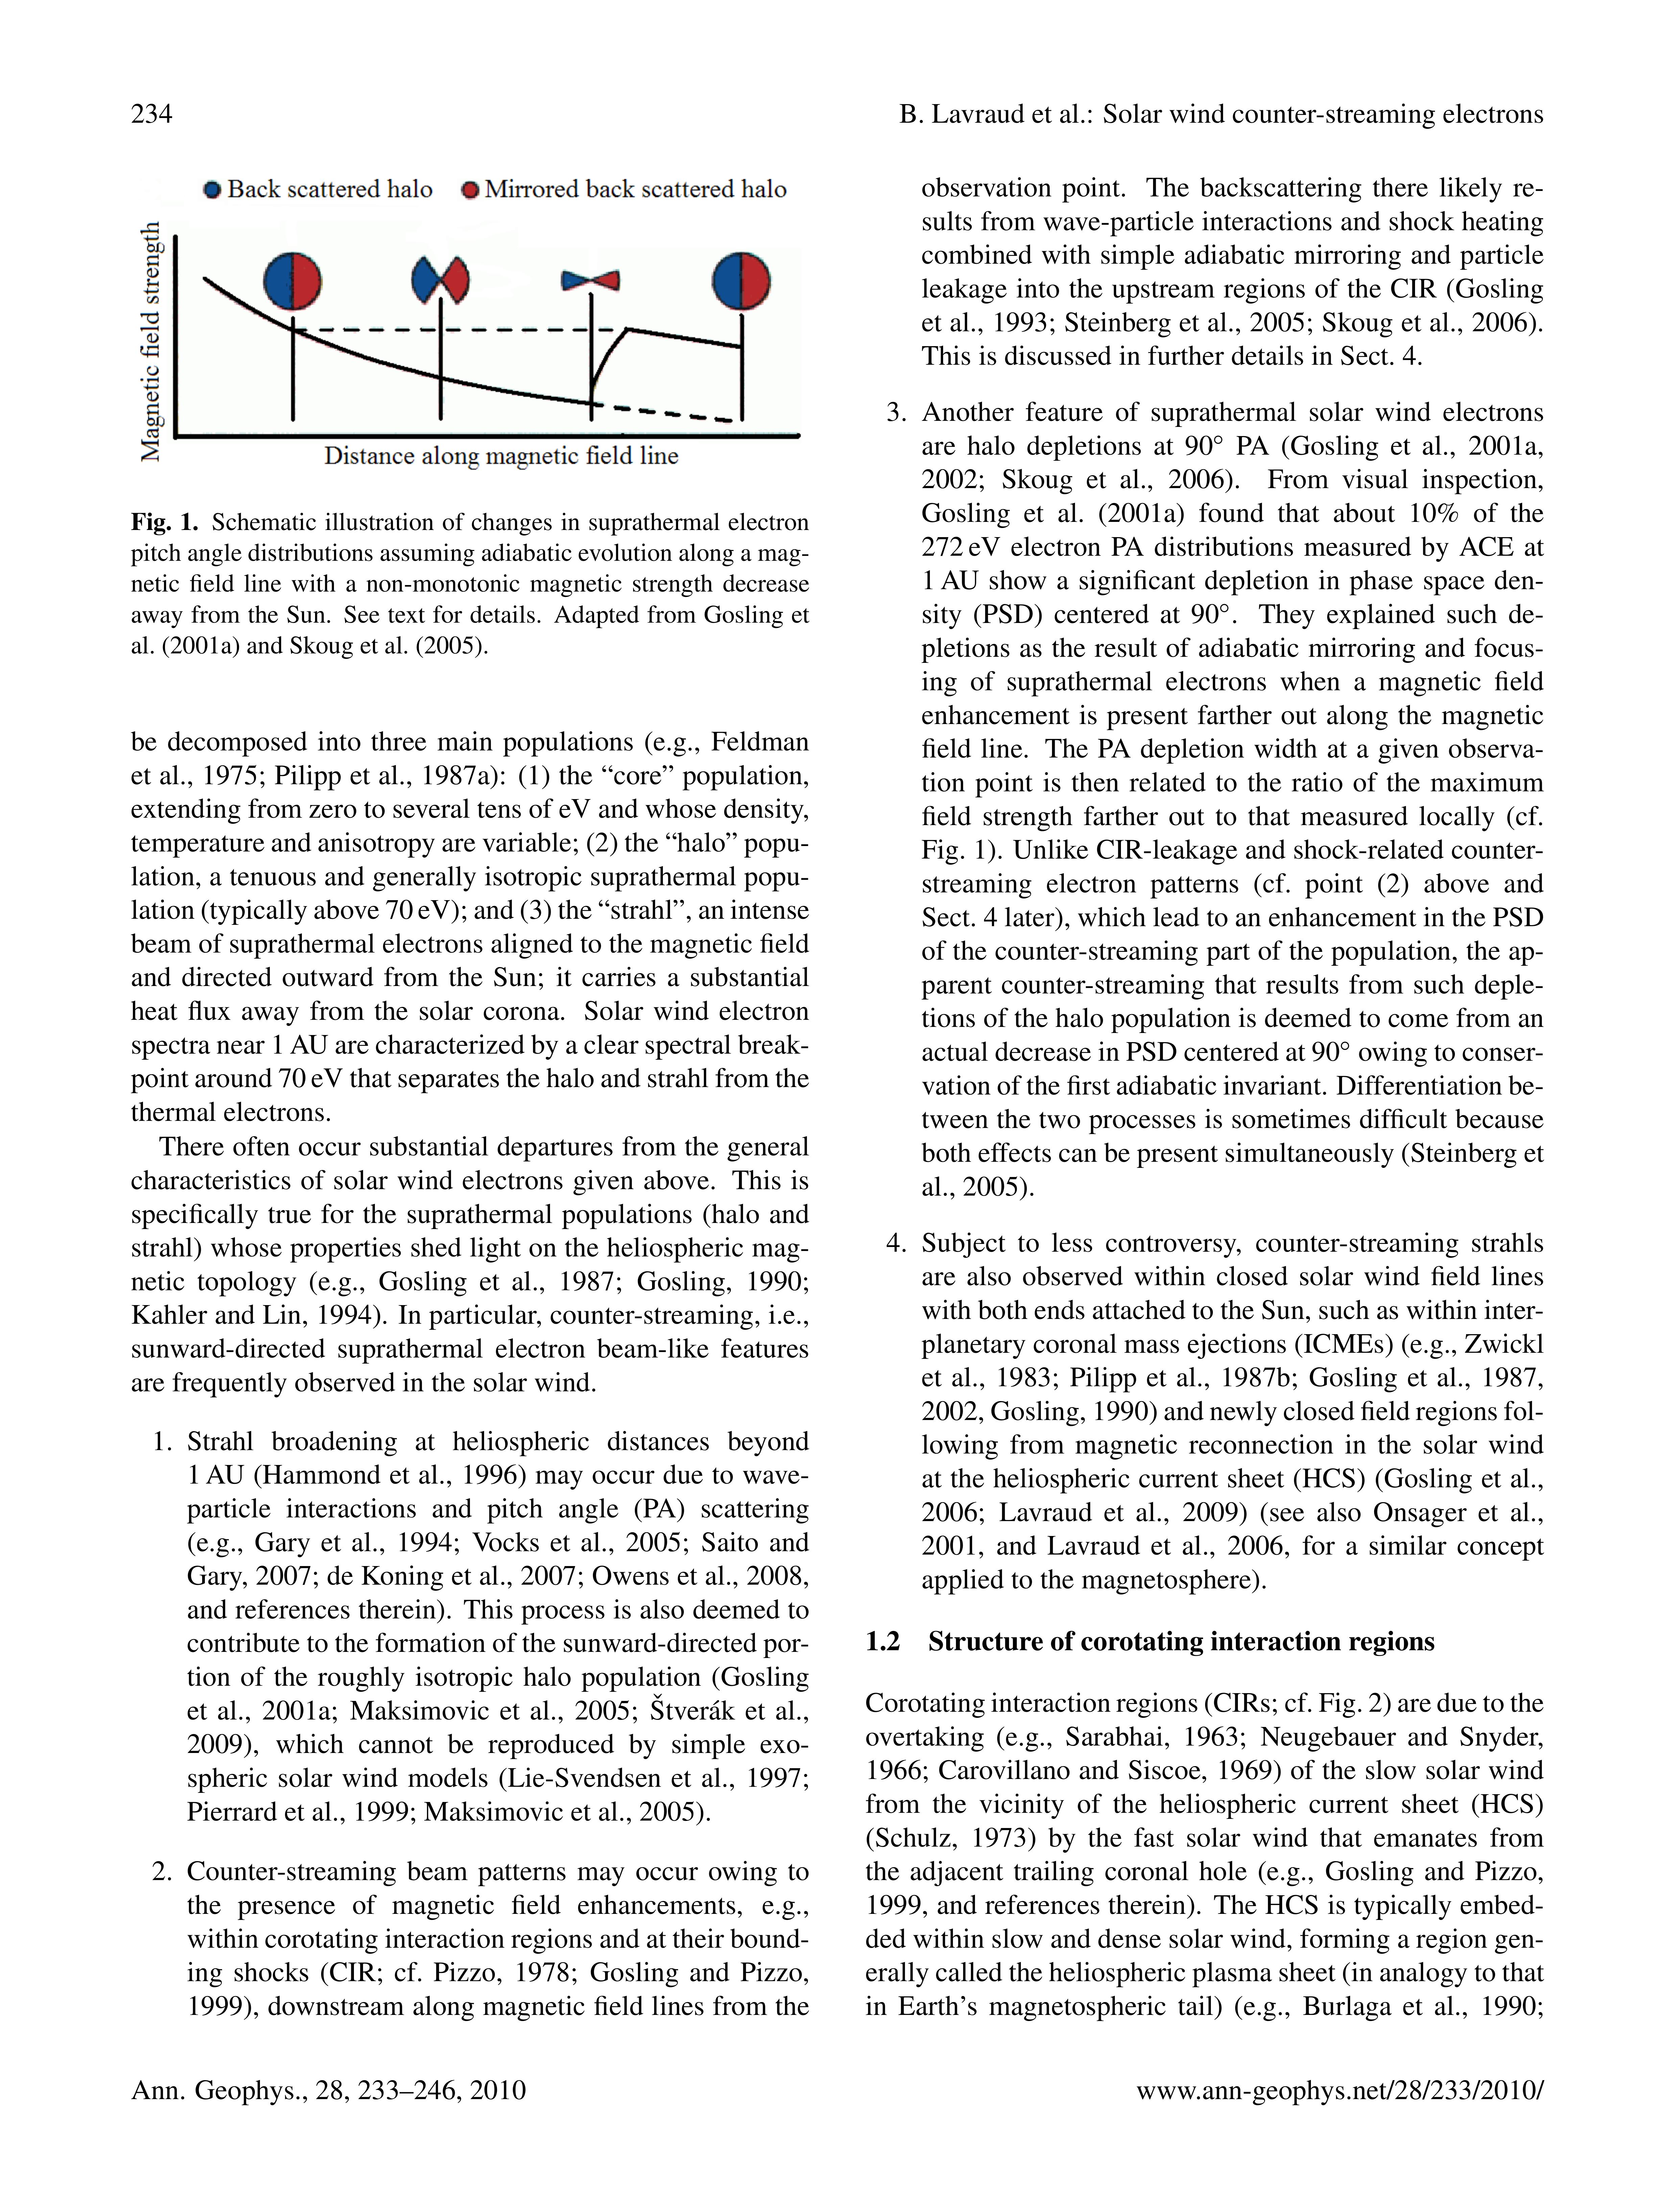 234
B. Lavraud et al.: Solar wind counter-streaming electrons
Back scattered halo
Mirrored back scattered halo
Magnetic field strength
Distance along magnetic field line
Fig. 1. Schematic illustration of changes in suprathermal electron
pitch angle distributions assuming adiabatic evolution along a mag-
netic field line with a non-monotonic magnetic strength decrease
away from the Sun. See text for details. Adapted from Gosling et
al. (2001a) and Skoug et al. (2005).
be decomposed into three main populations (e.g., Feldman
et al., 1975; Pilipp et al., 1987a): (1) the “core” population,
extending from zero to several tens of eV and whose density,
temperature and anisotropy are variable; (2) the “halo” popu-
lation, a tenuous and generally isotropic suprathermal popu-
lation (typically above 70 eV); and (3) the “strahl”, an intense
beam of suprathermal electrons aligned to the magnetic field
and directed outward from the Sun; it carries a substantial
heat flux away from the solar corona. Solar wind electron
spectra near 1 AU are characterized by a clear spectral break-
point around 70 eV that separates the halo and strahl from the
thermal electrons.
There often occur substantial departures from the general
characteristics of solar wind electrons given above. This is
specifically true for the suprathermal populations (halo and
strahl) whose properties shed light on the heliospheric mag-
netic topology (e.g., Gosling et al., 1987; Gosling, 1990;
Kahler and Lin, 1994). In particular, counter-streaming, i.e.,
sunward-directed suprathermal electron beam-like features
are frequently observed in the solar wind.
1. Strahl broadening at heliospheric distances beyond
1 AU (Hammond et al., 1996) may occur due to wave-
particle interactions and pitch angle (PA) scattering
(e.g., Gary et al., 1994; Vocks et al., 2005; Saito and
Gary, 2007; de Koning et al., 2007; Owens et al., 2008,
and references therein). This process is also deemed to
contribute to the formation of the sunward-directed por-
tion of the roughly isotropic halo population (Gosling
et al., 2001a; Maksimovic et al., 2005; Štverák et al.,
2009), which cannot be reproduced by simple exo-
spheric solar wind models (Lie-Svendsen et al., 1997;
Pierrard et al., 1999; Maksimovic et al., 2005).
2. Counter-streaming beam patterns may occur owing to
the presence of magnetic field enhancements, e.g.,
within corotating interaction regions and at their bound-
ing shocks (CIR; cf. Pizzo, 1978; Gosling and Pizzo,
1999), downstream along magnetic field lines from the
observation point. The backscattering there likely re-
sults from wave-particle interactions and shock heating
combined with simple adiabatic mirroring and particle
leakage into the upstream regions of the CIR (Gosling
et al., 1993; Steinberg et al., 2005; Skoug et al., 2006).
This is discussed in further details in Sect. 4.
3. Another feature of suprathermal solar wind electrons
are halo depletions at 90° PA (Gosling et al., 2001a,
2002; Skoug et al., 2006). From visual inspection,
Gosling et al. (2001a) found that about 10% of the
272 eV electron PA distributions measured by ACE at
1 AU show a significant depletion in phase space den-
sity (PSD) centered at 90°. They explained such de-
pletions as the result of adiabatic mirroring and focus-
ing of suprathermal electrons when a magnetic field
enhancement is present farther out along the magnetic
field line. The PA depletion width at a given observa-
tion point is then related to the ratio of the maximum
field strength farther out to that measured locally (cf.
Fig. 1). Unlike CIR-leakage and shock-related counter-
streaming electron patterns (cf. point (2) above and
Sect. 4 later), which lead to an enhancement in the PSD
of the counter-streaming part of the population, the ap-
parent counter-streaming that results from such deple-
tions of the halo population is deemed to come from an
actual decrease in PSD centered at 90° owing to conser-
vation of the first adiabatic invariant. Differentiation be-
tween the two processes is sometimes difficult because
both effects can be present simultaneously (Steinberg et
al., 2005).
4. Subject to less controversy, counter-streaming strahls
are also observed within closed solar wind field lines
with both ends attached to the Sun, such as within inter-
planetary coronal mass ejections (ICMEs) (e.g., Zwickl
et al., 1983; Pilipp et al., 1987b; Gosling et al., 1987,
2002, Gosling, 1990) and newly closed field regions fol-
lowing from magnetic reconnection in the solar wind
at the heliospheric current sheet (HCS) (Gosling et al.,
2006; Lavraud et al., 2009) (see also Onsager et al.,
2001, and Lavraud et al., 2006, for a similar concept
applied to the magnetosphere).
1.2 Structure of corotating interaction regions
Corotating interaction regions (CIRs; cf. Fig. 2) are due to the
overtaking (e.g., Sarabhai, 1963; Neugebauer and Snyder,
1966; Carovillano and Siscoe, 1969) of the slow solar wind
from the vicinity of the heliospheric current sheet (HCS)
(Schulz, 1973) by the fast solar wind that emanates from
the adjacent trailing coronal hole (e.g., Gosling and Pizzo,
1999, and references therein). The HCS is typically embed-
ded within slow and dense solar wind, forming a region gen-
erally called the heliospheric plasma sheet (in analogy to that
in Earth’s magnetospheric tail) (e.g., Burlaga et al., 1990;
Ann. Geophys., 28, 233–246, 2010
www.ann-geophys.net/28/233/2010/